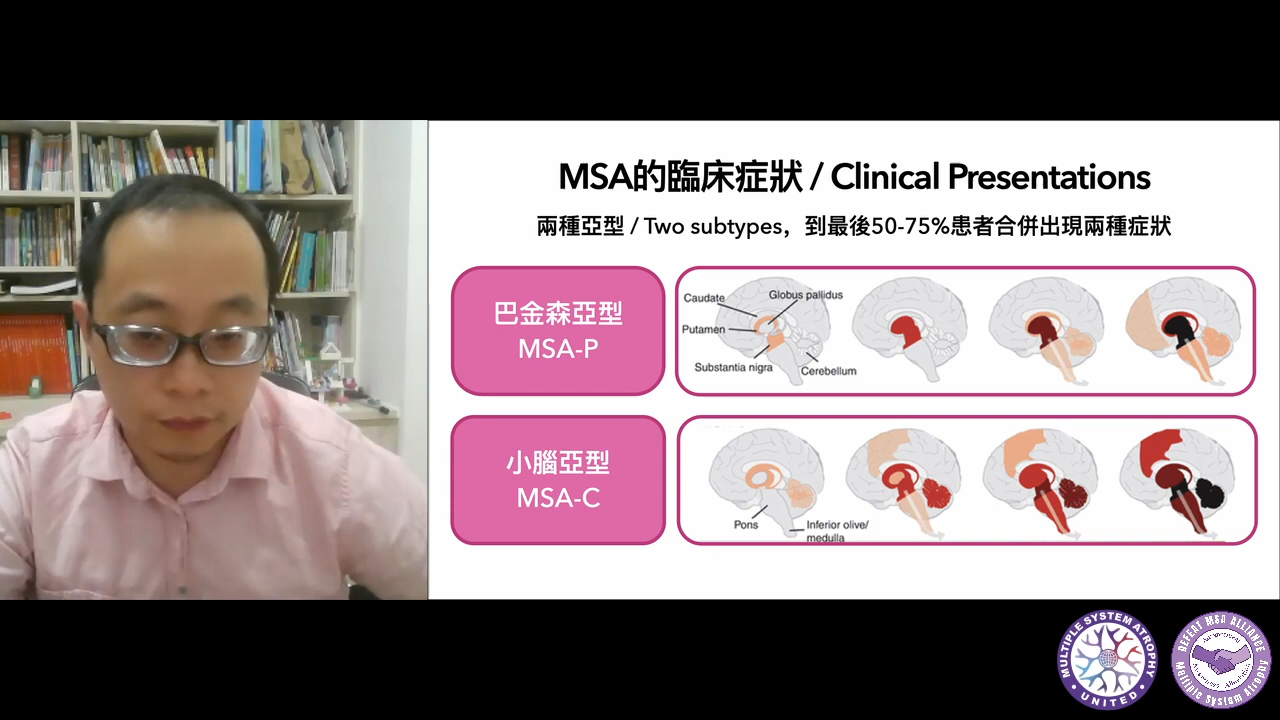 MSA的臨床症狀 / Clinical Presentations
兩種亞型 / Two subtypes，到最後50-75%患者合併出現兩種症狀
巴金森亞型
MSA-P
Caudate
Globus pallidus
Putamen
Substantia nigra
Cerebellum
小腦亞型
MSA-C
Pons
Inferior olive/
medulla
MULTIPLE SYSTEM ATROPHY
UNITED
DEFEAT MSA ALLIANCE
Multiple System Atrophy